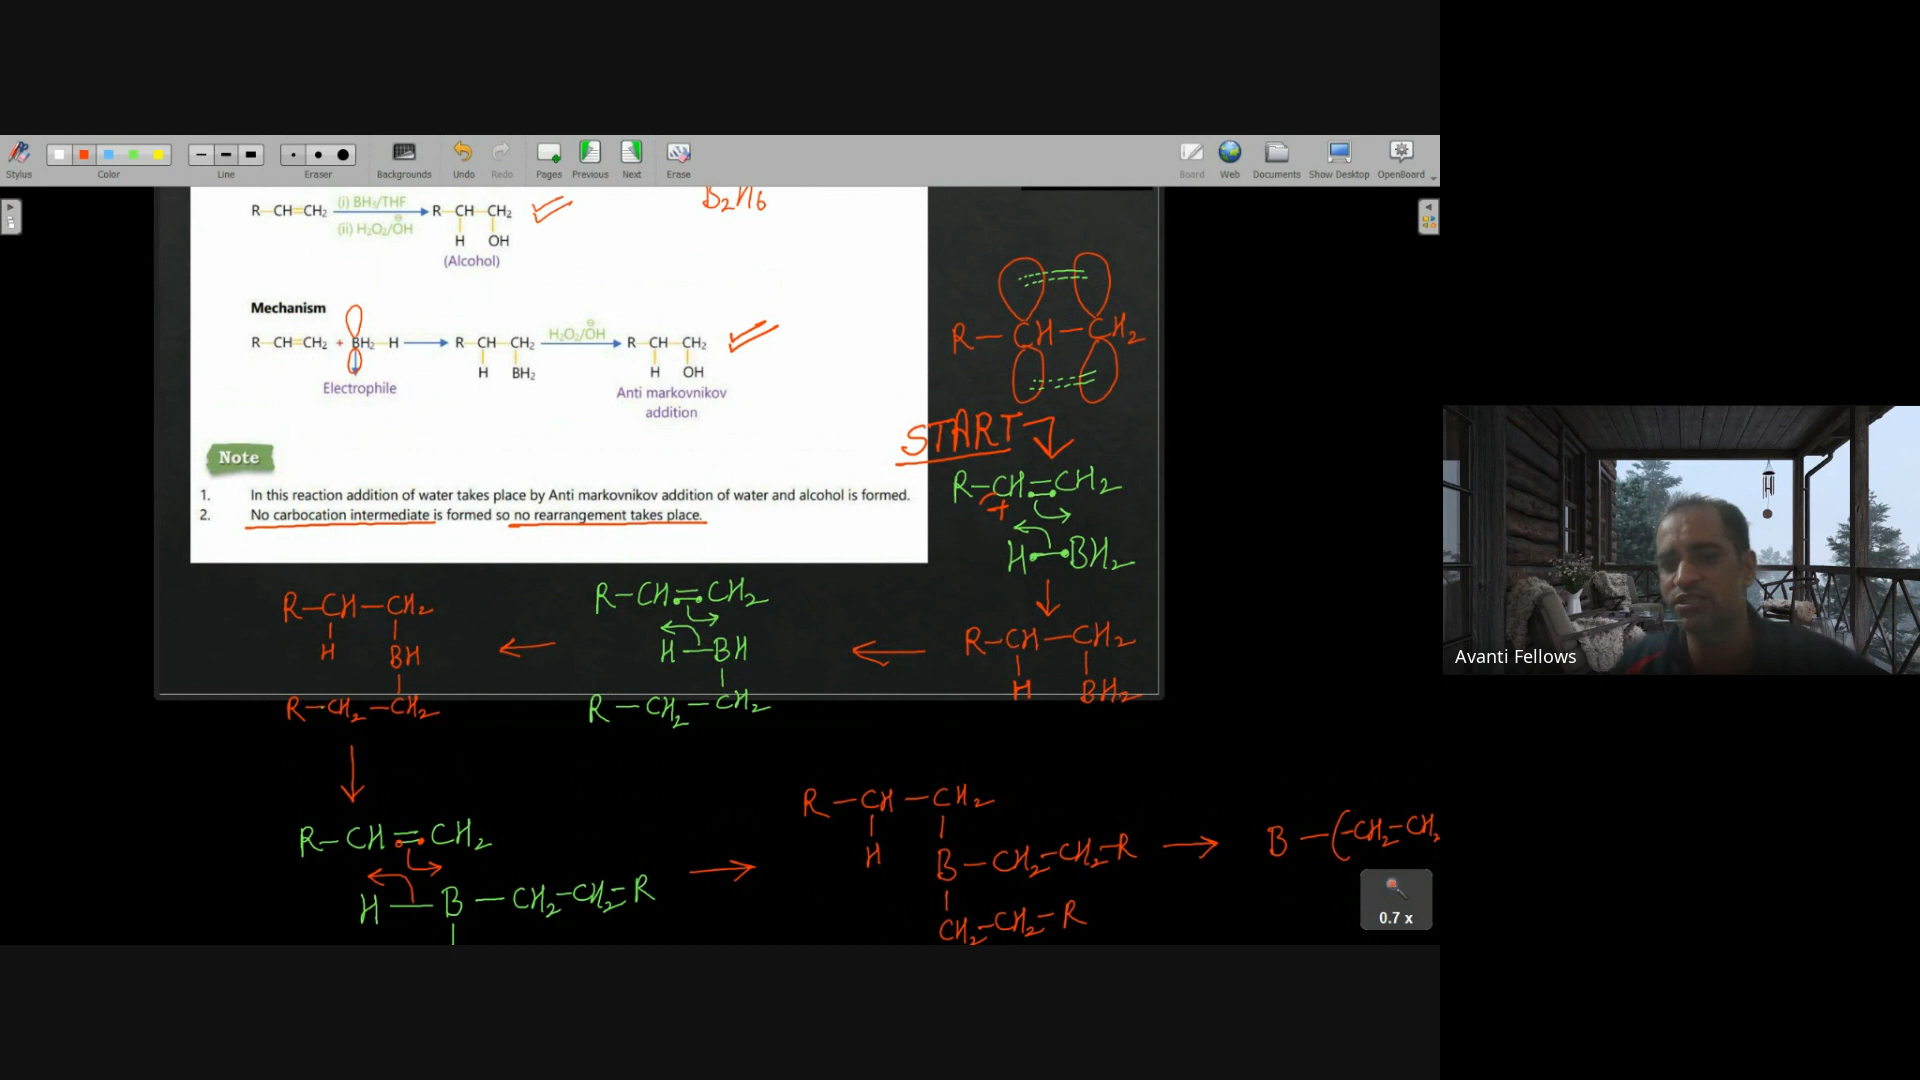 Stylus
Color
Line
Eraser
Backgrounds
Undo
Redo
Pages
Previous
Next
Erase
Board
Web
Documents
Show Desktop
OpenBoard
B₂H₆
R–CH=CH₂ (i) BH₃/THF R–CH–CH₂
(ii) H₂O₂/OH⊖
H OH
(Alcohol)
Mechanism
R–CH=CH₂ + BH₂–H R–CH–CH₂ H₂O₂/OH⊖ R–CH–CH₂
H BH₂ H OH
Electrophile
Anti markovnikov
addition
Note
1. In this reaction addition of water takes place by Anti markovnikov addition of water and alcohol is formed.
2. No carbocation intermediate is formed so no rearrangement takes place.
R–CH–CH₂
START
R–CH=CH₂
+
H–BH₂
R–CH–CH₂
H BH₂
R–CH=CH₂
H–BH
R–CH₂–CH₂
R–CH–CH₂
H BH
R–CH₂–CH₂
R–CH=CH₂
H–B–CH₂–CH₂–R
R–CH–CH₂
H B–CH₂–CH₂–R
CH₂–CH₂–R
B–(–CH₂–CH₂
0.7 x
Avanti Fellows